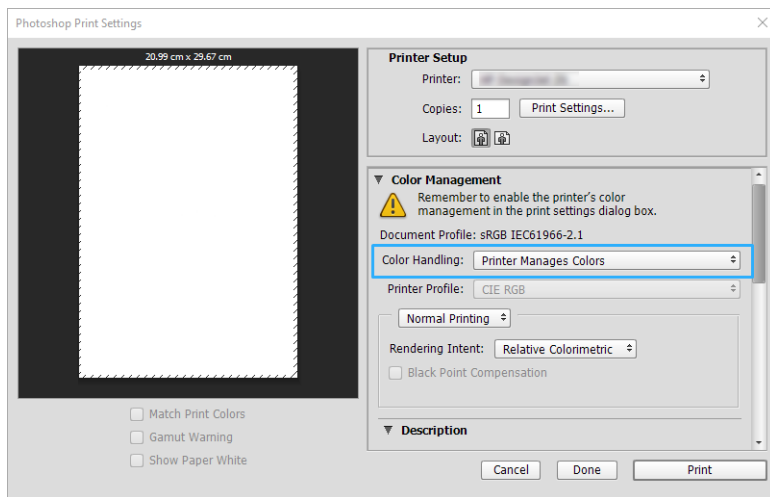 Photoshop Print Settings
20.99 cm x 29.67 cm
Match Print Colors
Gamut Warning
Show Paper White
Printer Setup
Printer:
Copies: 1 Print Settings...
Layout:
Color Management
Remember to enable the printer's color
management in the print settings dialog box.
Document Profile: sRGB IEC61966-2.1
Color Handling: Printer Manages Colors
Printer Profile: CIE RGB
Normal Printing
Rendering Intent: Relative Colorimetric
Black Point Compensation
Description
Cancel Done Print